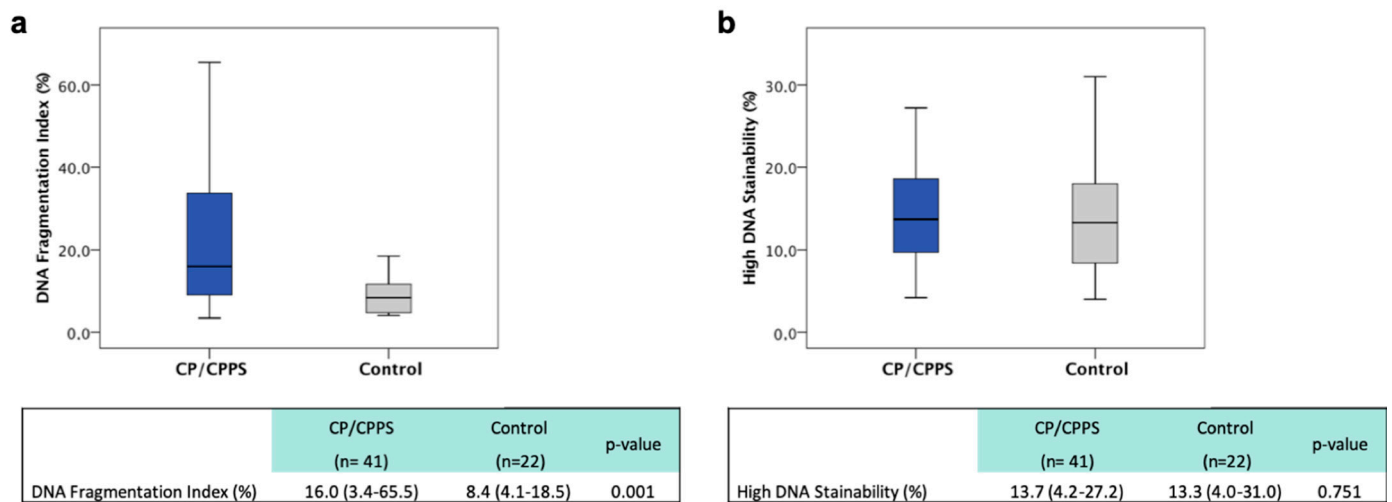 a
DNA Fragmentation Index (%)
60.0
40.0
20.0
0.0
CP/CPPS Control
CP/CPPS Control p-value
(n= 41) (n=22)
DNA Fragmentation Index (%) 16.0 (3.4-65.5) 8.4 (4.1-18.5) 0.001
b
High DNA Stainability (%)
30.0
20.0
10.0
0.0
CP/CPPS Control
CP/CPPS Control p-value
(n= 41) (n=22)
High DNA Stainability (%) 13.7 (4.2-27.2) 13.3 (4.0-31.0) 0.751